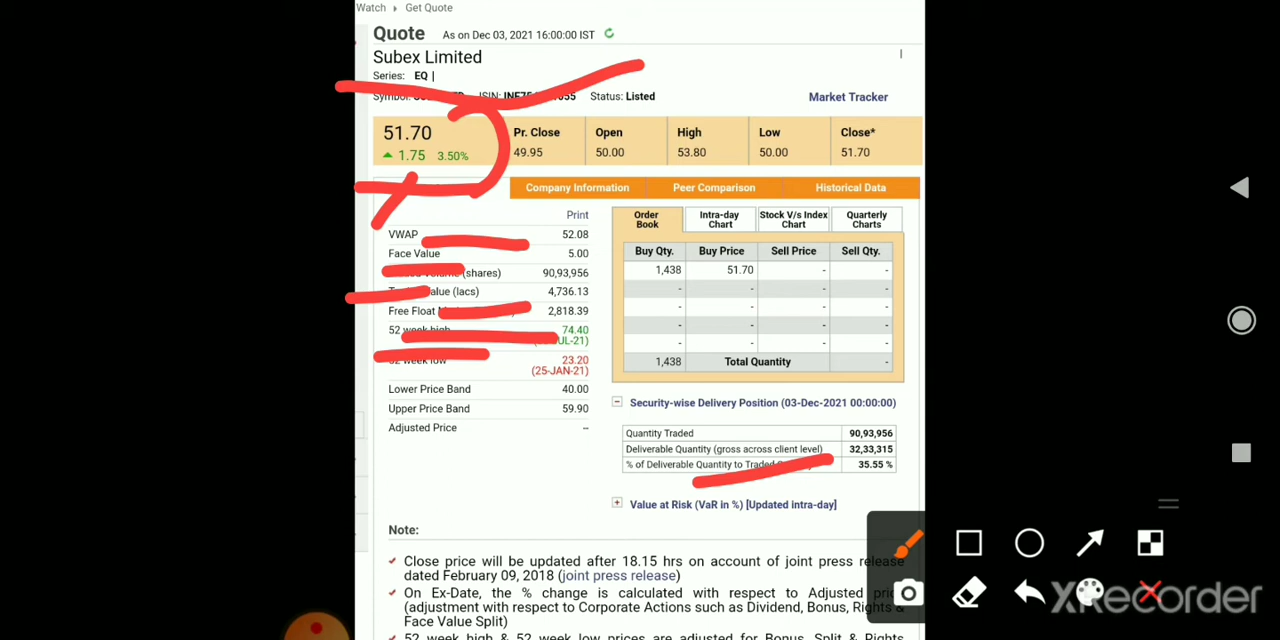 Watch › Get Quote
Quote As on Dec 03, 2021 16:00:00 IST
Subex Limited
Series: EQ |
Status: Listed
Market Tracker
51.70
1.75 3.50%
Pr. Close Open High Low Close*
49.95 50.00 53.80 50.00 51.70
Company Information Peer Comparison Historical Data
Print
VWAP 52.08
Face Value 5.00
(shares) 90,93,956
(lacs) 4,736.13
Free Float 2,818.39
52 week high 74.40
UL-21)
52 week low 23.20
(25-JAN-21)
Lower Price Band 40.00
Upper Price Band 59.90
Adjusted Price --
Order Book Intra-day Chart Stock V/s Index Chart Quarterly Charts
Buy Qty. Buy Price Sell Price Sell Qty.
1,438 51.70 - -
- - - -
- - - -
- - - -
- - - -
1,438 Total Quantity -
Security-wise Delivery Position (03-Dec-2021 00:00:00)
Quantity Traded 90,93,956
Deliverable Quantity (gross across client level) 32,33,315
% of Deliverable Quantity to Traded 35.55 %
Value at Risk (VaR in %) [Updated intra-day]
Note:
Close price will be updated after 18.15 hrs on account of joint press release
dated February 09, 2018 (joint press release)
On Ex-Date, the % change is calculated with respect to Adjusted price
(adjustment with respect to Corporate Actions such as Dividend, Bonus, Rights &
Face Value Split)
52 week high & 52 week low prices are adjusted for Bonus, Split & Rights
XRecorder